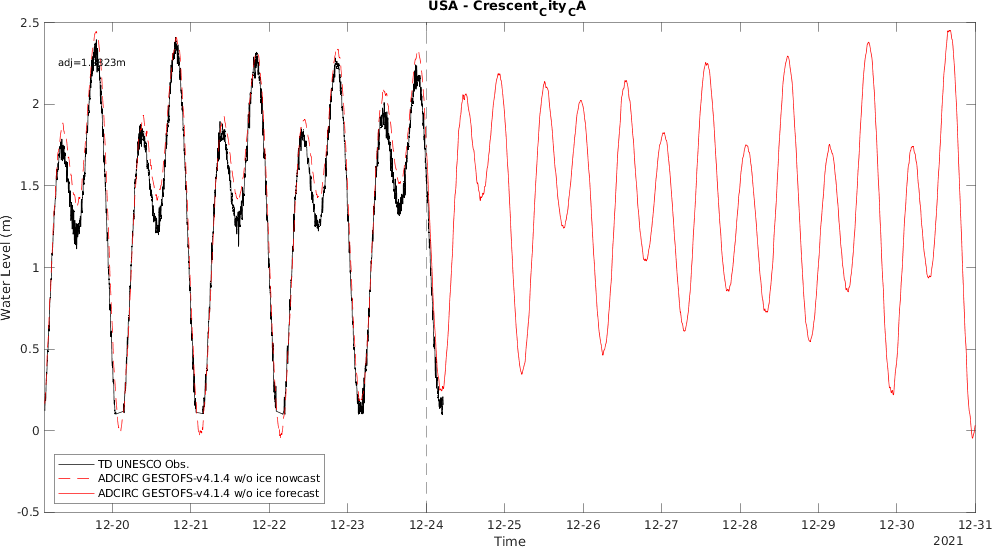 USA - Crescent_City_CA
2.5
adj=1. 323m
2
1.5
1
0.5
0
-0.5
Water Level (m)
TD UNESCO Obs.
ADCIRC GESTOFS-v4.1.4 w/o ice nowcast
ADCIRC GESTOFS-v4.1.4 w/o ice forecast
12-20 12-21 12-22 12-23 12-24 12-25 12-26 12-27 12-28 12-29 12-30 12-31
Time
2021